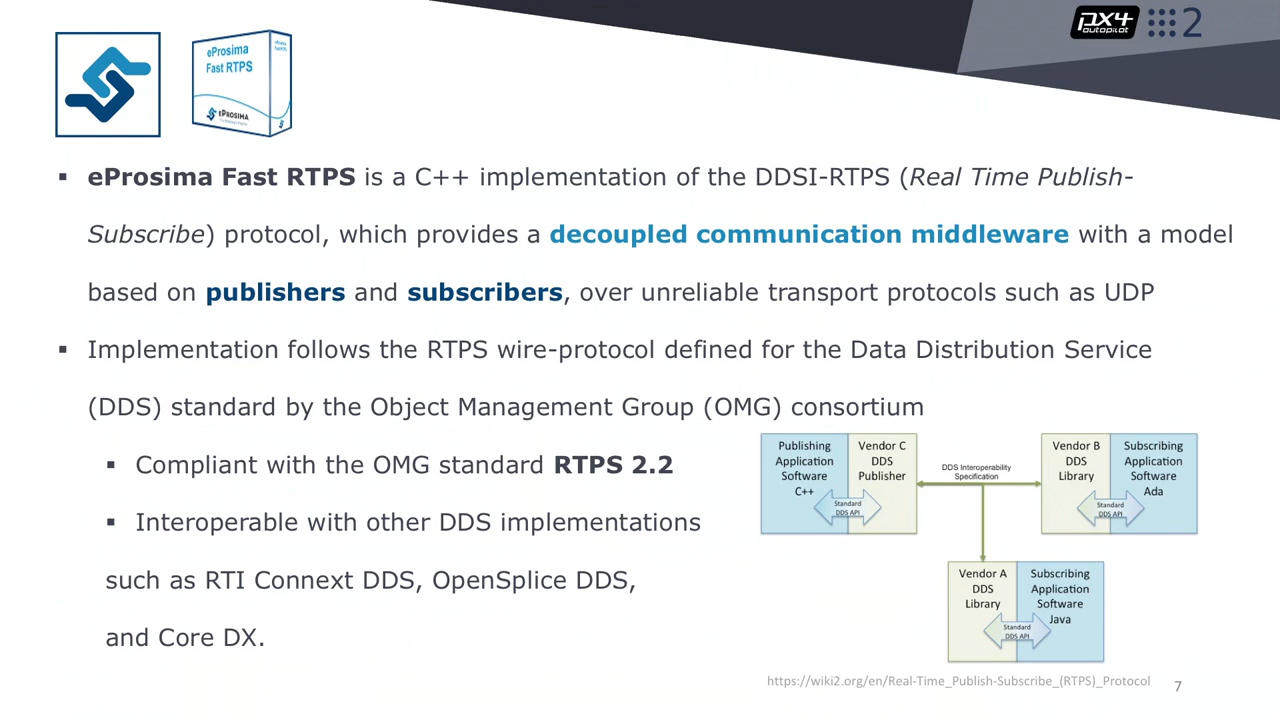 px4
autopilot
2
eProsima
Fast RTPS
ePROSIMA
▪ eProsima Fast RTPS is a C++ implementation of the DDSI-RTPS (Real Time Publish-
Subscribe) protocol, which provides a decoupled communication middleware with a model
based on publishers and subscribers, over unreliable transport protocols such as UDP
▪ Implementation follows the RTPS wire-protocol defined for the Data Distribution Service
(DDS) standard by the Object Management Group (OMG) consortium
▪ Compliant with the OMG standard RTPS 2.2
▪ Interoperable with other DDS implementations
such as RTI Connext DDS, OpenSplice DDS,
and Core DX.
Publishing
Application
Software
C++
Standard
DDS API
Vendor C
DDS
Publisher
DDS Interoperability
Specification
Vendor B
DDS
Library
Standard
DDS API
Subscribing
Application
Software
Ada
Vendor A
DDS
Library
Standard
DDS API
Subscribing
Application
Software
Java
https://wiki2.org/en/Real-Time_Publish-Subscribe_(RTPS)_Protocol
7